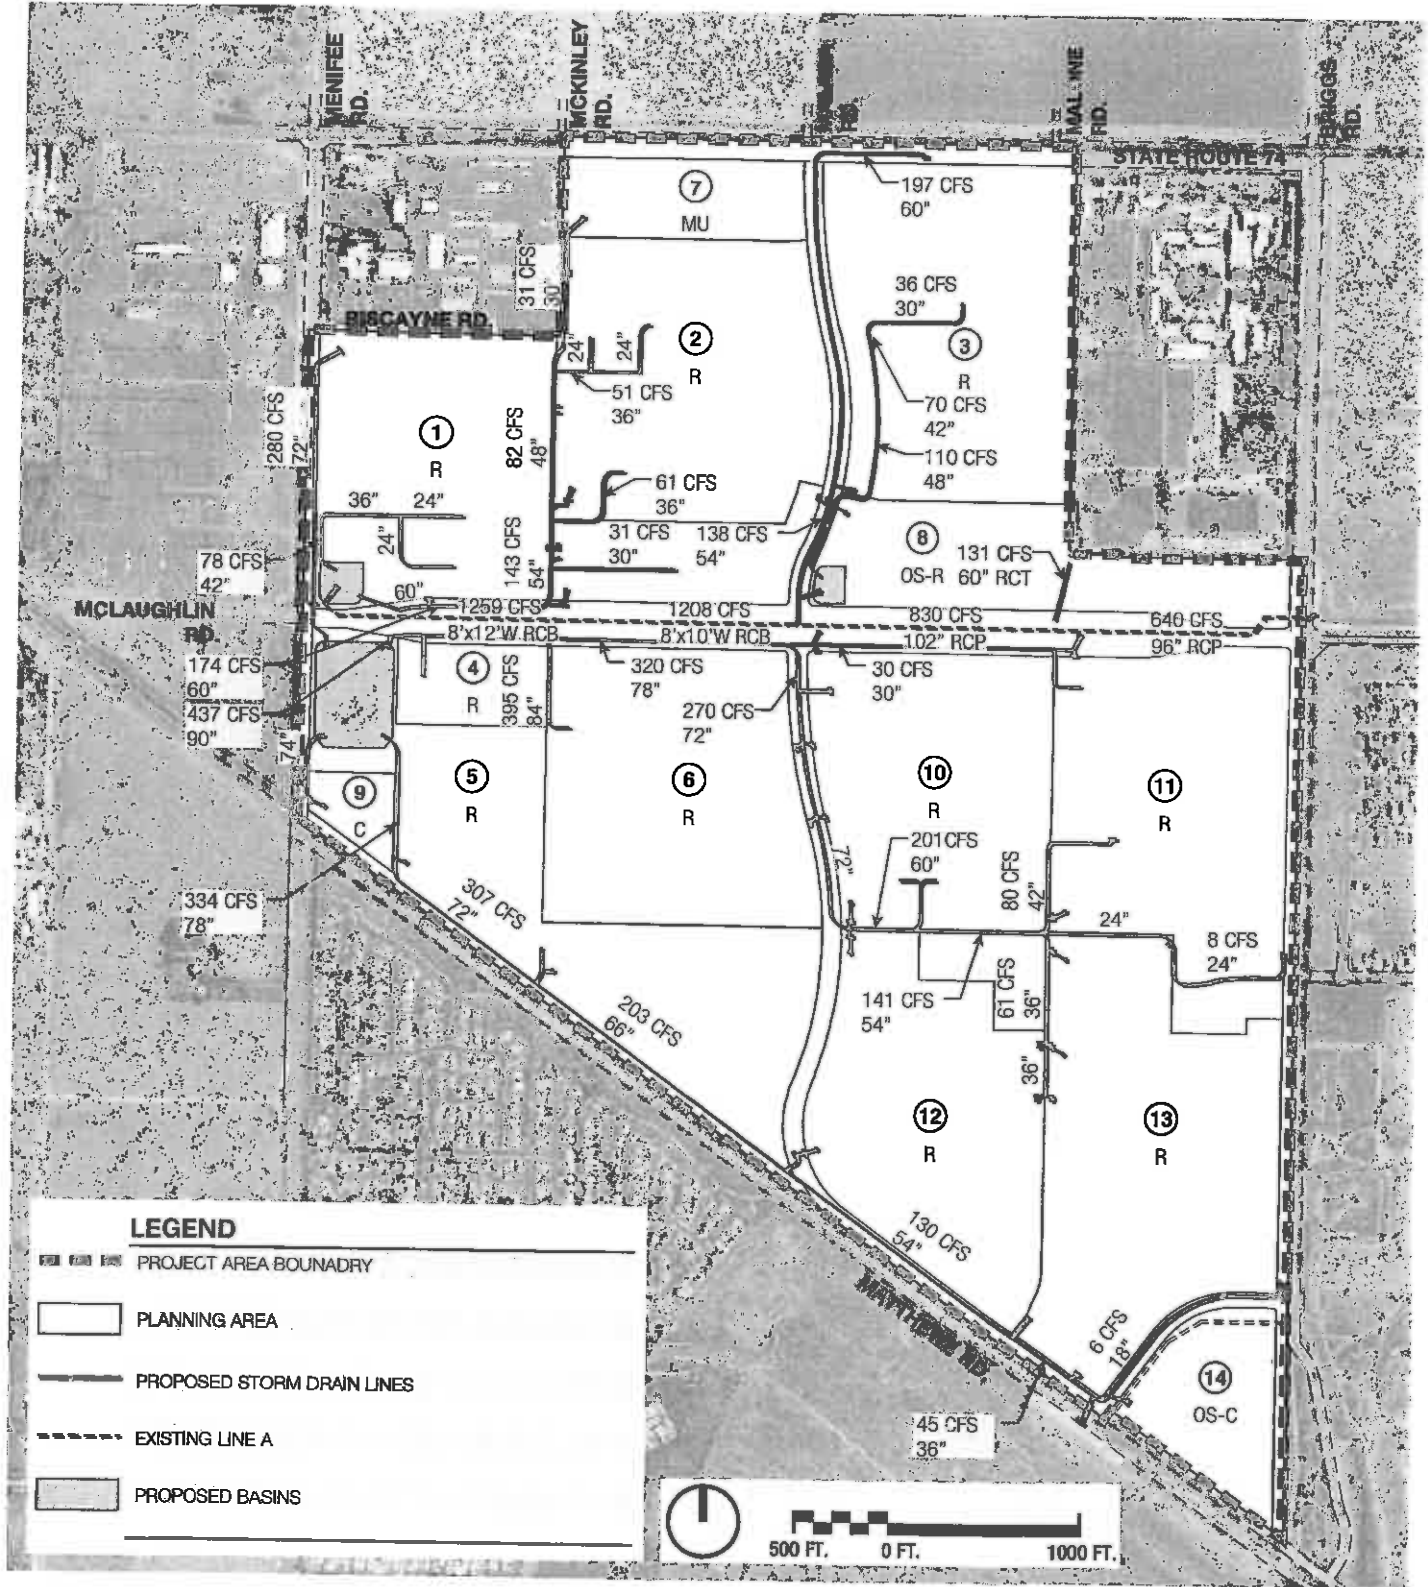 MENIFEE
RD.
MCKINLEY
RD.
RD.
RD.
BRIGGS
RD.
STATE ROUTE 74
7
MU
197 CFS
60"
31 CFS
30"
36 CFS
30"
3
R
2
R
24"
24"
51 CFS
36"
70 CFS
42"
110 CFS
48"
280 CFS
72"
1
R
82 CFS
48"
61 CFS
36"
36"
24"
24"
143 CFS
54"
31 CFS
30"
138 CFS
54"
8
OS-R
131 CFS
60" RCT
78 CFS
42"
60"
MCLAUGHLIN
RD.
1259 CFS
1208 CFS
830 CFS
640 CFS
8'x12'W RCB
8'x10'W RCB
102" RCP
96" RCP
174 CFS
60"
437 CFS
90"
74"
4
R
395 CFS
84"
320 CFS
78"
30 CFS
30"
270 CFS
72"
5
R
6
R
10
R
11
R
9
C
334 CFS
78"
72"
201 CFS
60"
80 CFS
42"
24"
8 CFS
24"
307 CFS
72"
203 CFS
66"
141 CFS
54"
61 CFS
36"
36"
12
R
13
R
130 CFS
54"
MATTHEWS RD
6 CFS
18"
14
OS-C
45 CFS
36"
LEGEND
PROJECT AREA BOUNADRY
PLANNING AREA
PROPOSED STORM DRAIN LINES
EXISTING LINE A
PROPOSED BASINS
500 FT.
0 FT.
1000 FT.